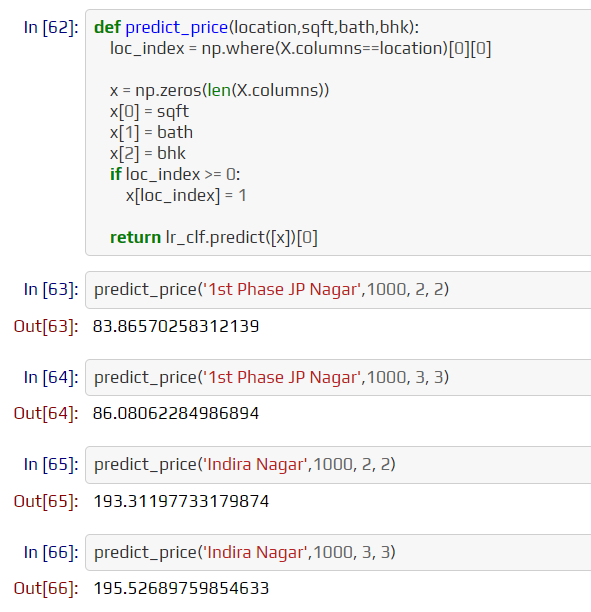 In [62]: def predict_price(location,sqft,bath,bhk):
    loc_index = np.where(X.columns==location)[0][0]

    x = np.zeros(len(X.columns))
    x[0] = sqft
    x[1] = bath
    x[2] = bhk
    if loc_index >= 0:
        x[loc_index] = 1

    return lr_clf.predict([x])[0]
In [63]: predict_price('1st Phase JP Nagar',1000, 2, 2)
Out[63]: 83.86570258312139
In [64]: predict_price('1st Phase JP Nagar',1000, 3, 3)
Out[64]: 86.08062284986894
In [65]: predict_price('Indira Nagar',1000, 2, 2)
Out[65]: 193.31197733179874
In [66]: predict_price('Indira Nagar',1000, 3, 3)
Out[66]: 195.52689759854633